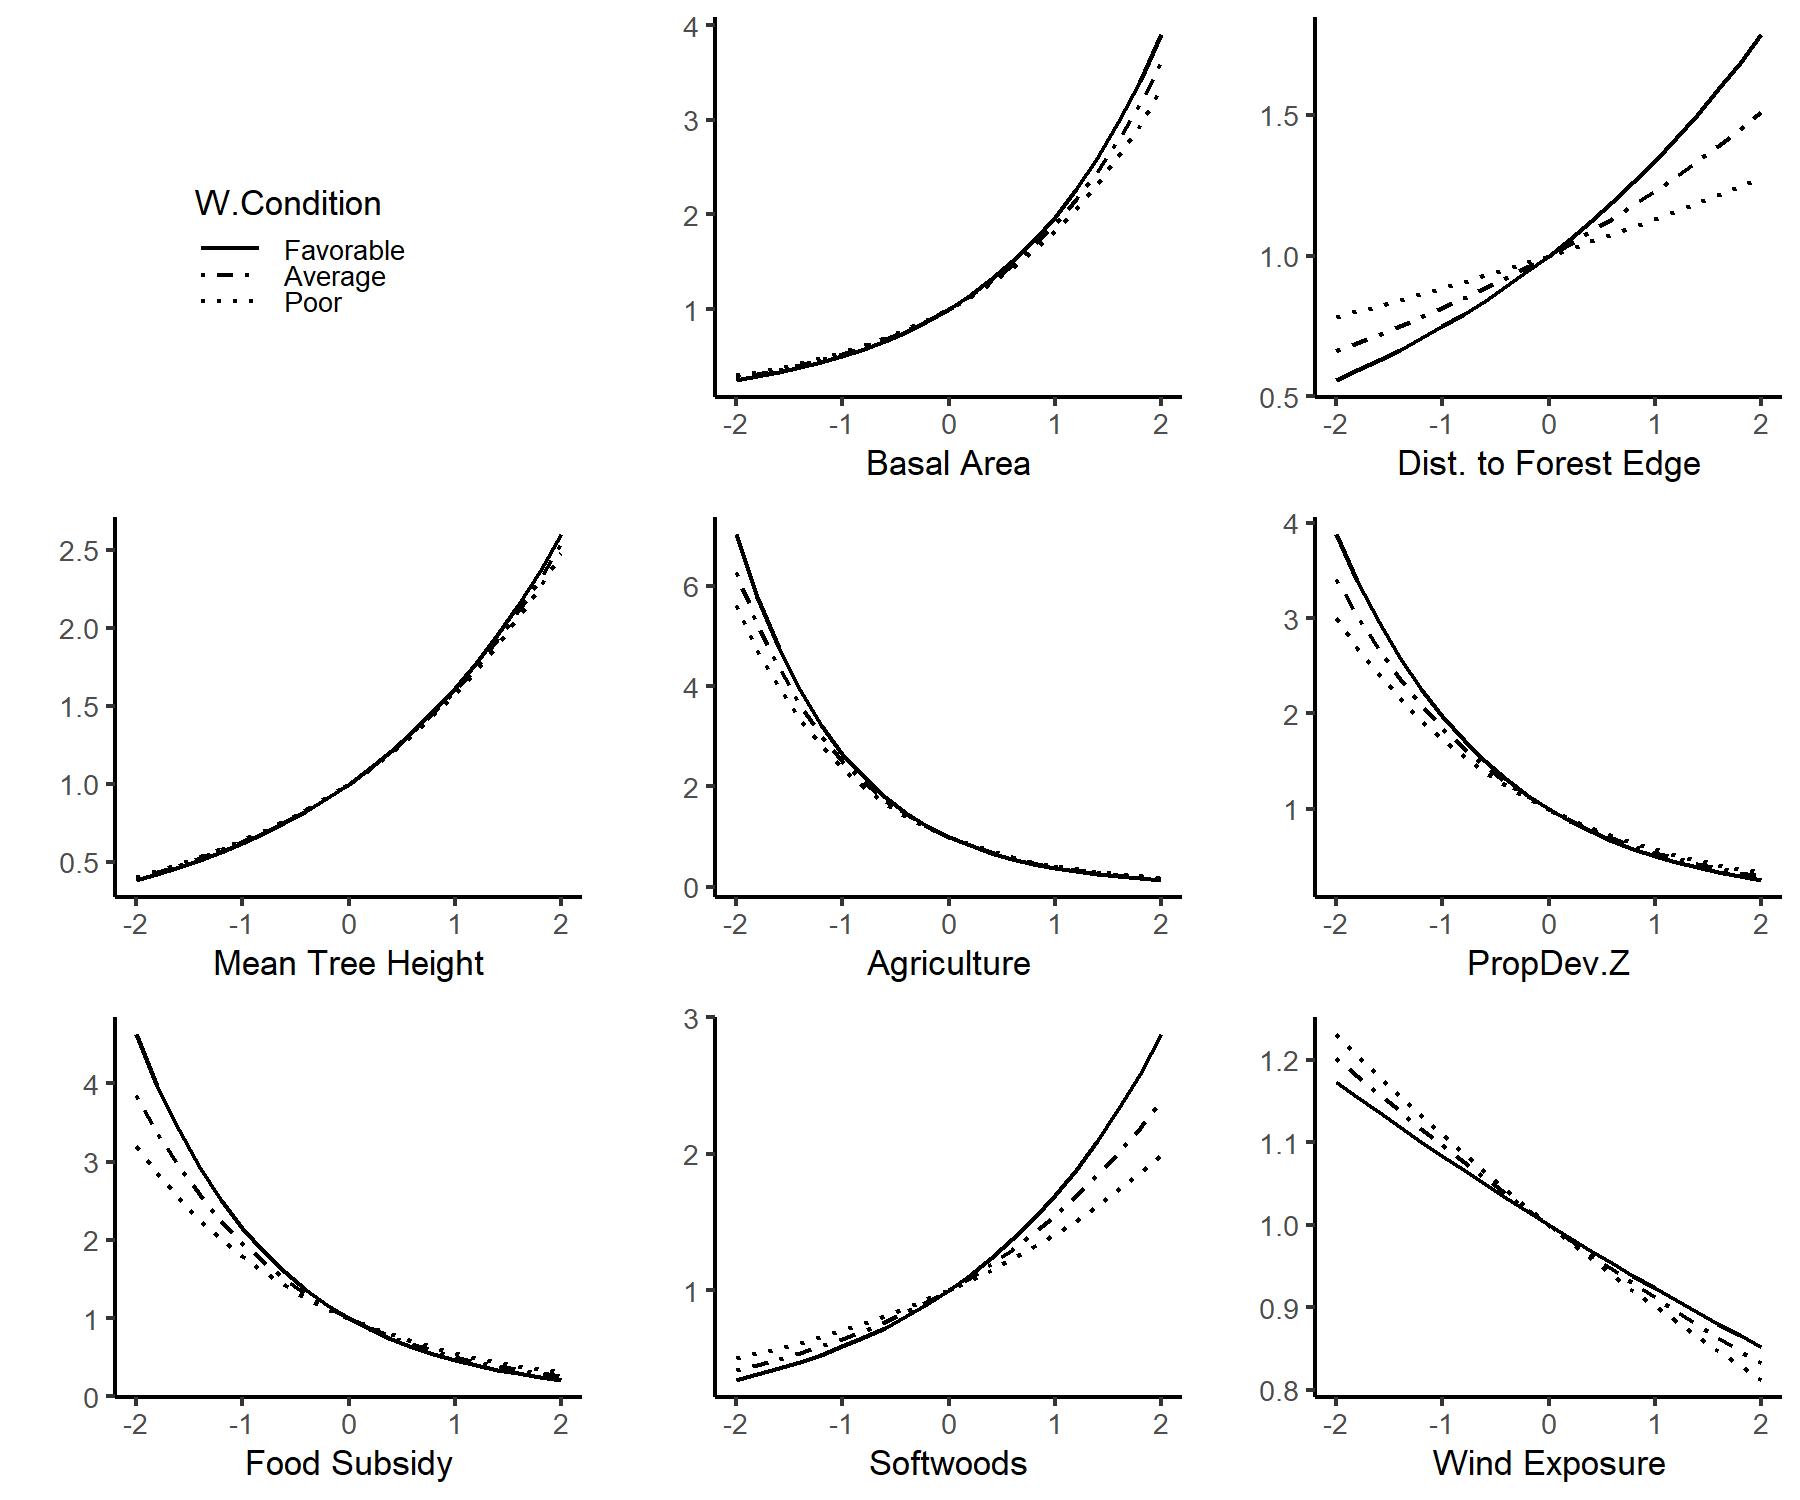 W.Condition
Favorable
Average
Poor
4
3
2
1
-2 -1 0 1 2
Basal Area
1.5
1.0
0.5
-2 -1 0 1 2
Dist. to Forest Edge
2.5
2.0
1.5
1.0
0.5
-2 -1 0 1 2
Mean Tree Height
6
4
2
0
-2 -1 0 1 2
Agriculture
4
3
2
1
-2 -1 0 1 2
PropDev.Z
4
3
2
1
0
-2 -1 0 1 2
Food Subsidy
3
2
1
-2 -1 0 1 2
Softwoods
1.2
1.1
1.0
0.9
0.8
-2 -1 0 1 2
Wind Exposure